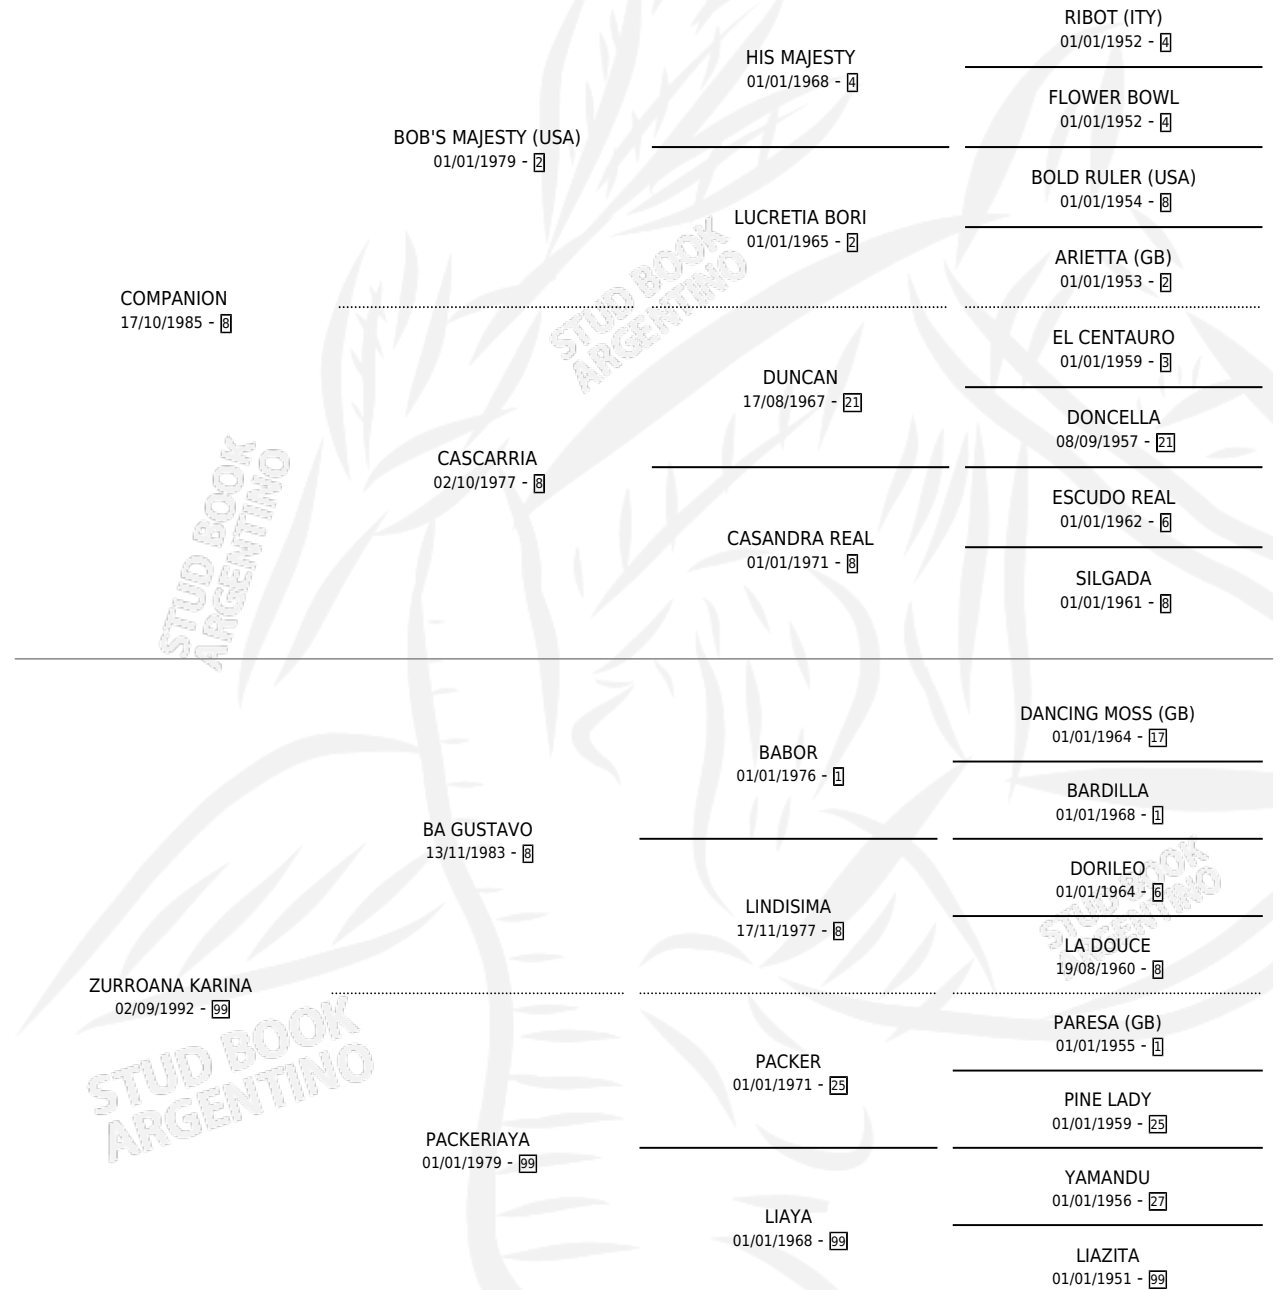 RIBOT (ITY)
01/01/1952 - 4
HIS MAJESTY
01/01/1968 - 4
FLOWER BOWL
01/01/1952 - 4
BOB'S MAJESTY (USA)
01/01/1979 - 2
BOLD RULER (USA)
01/01/1954 - 8
LUCRETIA BORI
01/01/1965 - 2
ARIETTA (GB)
01/01/1953 - 2
COMPANION
17/10/1985 - 8
EL CENTAURO
01/01/1959 - 3
DUNCAN
17/08/1967 - 21
DONCELLA
08/09/1957 - 21
CASCARRIA
02/10/1977 - 8
ESCUDO REAL
01/01/1962 - 6
CASANDRA REAL
01/01/1971 - 8
SILGADA
01/01/1961 - 8
DANCING MOSS (GB)
01/01/1964 - 17
BABOR
01/01/1976 - 1
BARDILLA
01/01/1968 - 1
BA GUSTAVO
13/11/1983 - 8
DORILEO
01/01/1964 - 6
LINDISIMA
17/11/1977 - 8
LA DOUCE
19/08/1960 - 8
ZURROANA KARINA
02/09/1992 - 99
PARESA (GB)
01/01/1955 - 1
PACKER
01/01/1971 - 25
PINE LADY
01/01/1959 - 25
PACKERIAYA
01/01/1979 - 99
YAMANDU
01/01/1956 - 27
LIAYA
01/01/1968 - 99
LIAZITA
01/01/1951 - 99
STUD BOOK
ARGENTINO
STUD BOOK
ARGENTINO
STUD BOOK
ARGENTINO
STUD BOOK
ARGENTINO